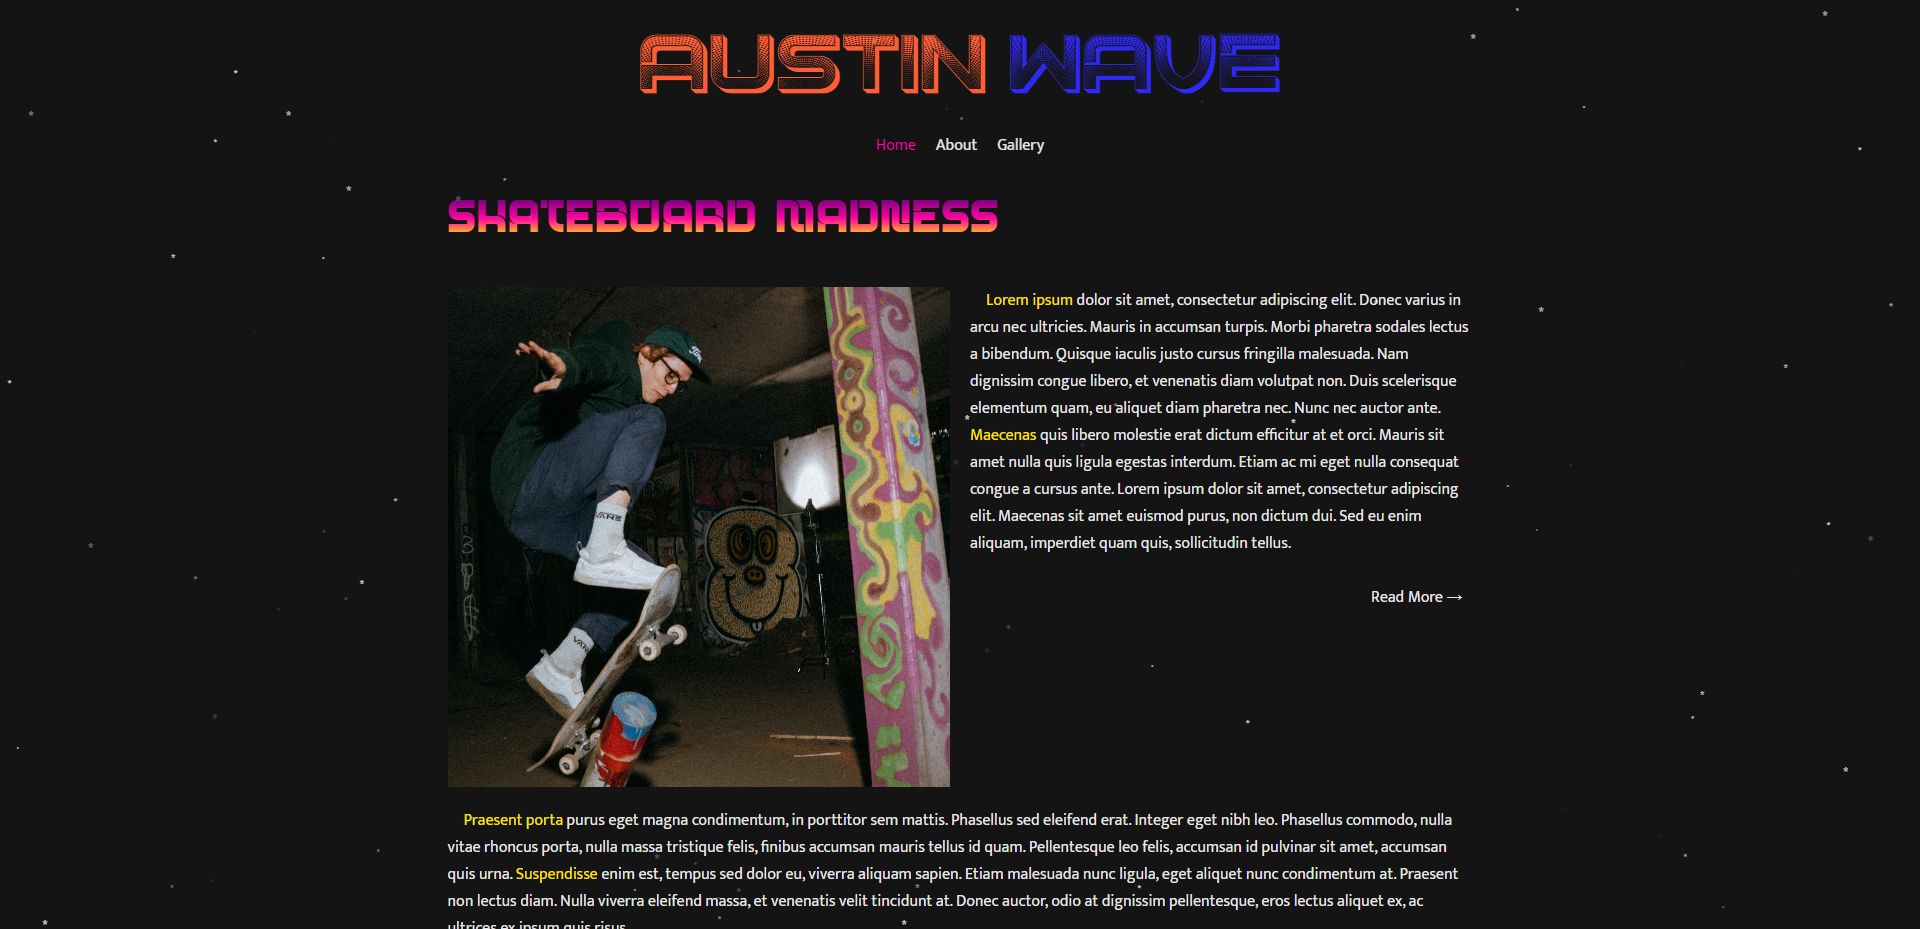 AUSTIN WAVE
Home About Gallery
SKATEBOARD MADNESS
Lorem ipsum dolor sit amet, consectetur adipiscing elit. Donec varius in
arcu nec ultricies. Mauris in accumsan turpis. Morbi pharetra sodales lectus
a bibendum. Quisque iaculis justo cursus fringilla malesuada. Nam
dignissim congue libero, et venenatis diam volutpat non. Duis scelerisque
elementum quam, eu aliquet diam pharetra nec. Nunc nec auctor ante.
Maecenas quis libero molestie erat dictum efficitur at et orci. Mauris sit
amet nulla quis ligula egestas interdum. Etiam ac mi eget nulla consequat
congue a cursus ante. Lorem ipsum dolor sit amet, consectetur adipiscing
elit. Maecenas sit amet euismod purus, non dictum dui. Sed eu enim
aliquam, imperdiet quam quis, sollicitudin tellus.
Read More →
VANS
VANS
Praesent porta purus eget magna condimentum, in porttitor sem mattis. Phasellus sed eleifend erat. Integer eget nibh leo. Phasellus commodo, nulla
vitae rhoncus porta, nulla massa tristique felis, finibus accumsan mauris tellus id quam. Pellentesque leo felis, accumsan id pulvinar sit amet, accumsan
quis urna. Suspendisse enim est, tempus sed dolor eu, viverra aliquam sapien. Etiam malesuada nunc ligula, eget aliquet nunc condimentum at. Praesent
non lectus diam. Nulla viverra eleifend massa, et venenatis velit tincidunt at. Donec auctor, odio at dignissim pellentesque, eros lectus aliquet ex, ac
ultrices ex ipsum quis risus.